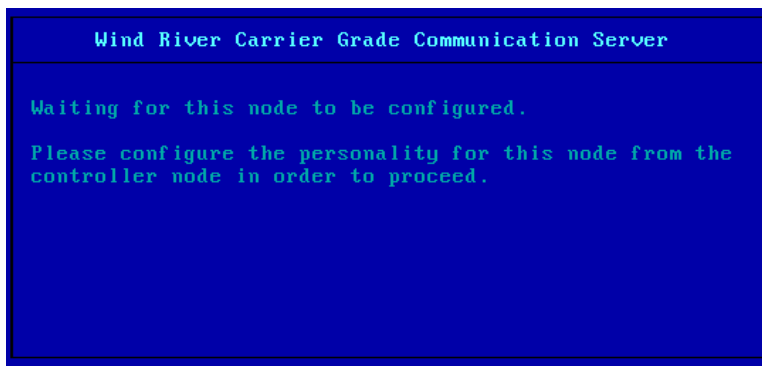 Wind River Carrier Grade Communication Server
Waiting for this node to be configured.
Please configure the personality for this node from the
controller node in order to proceed.